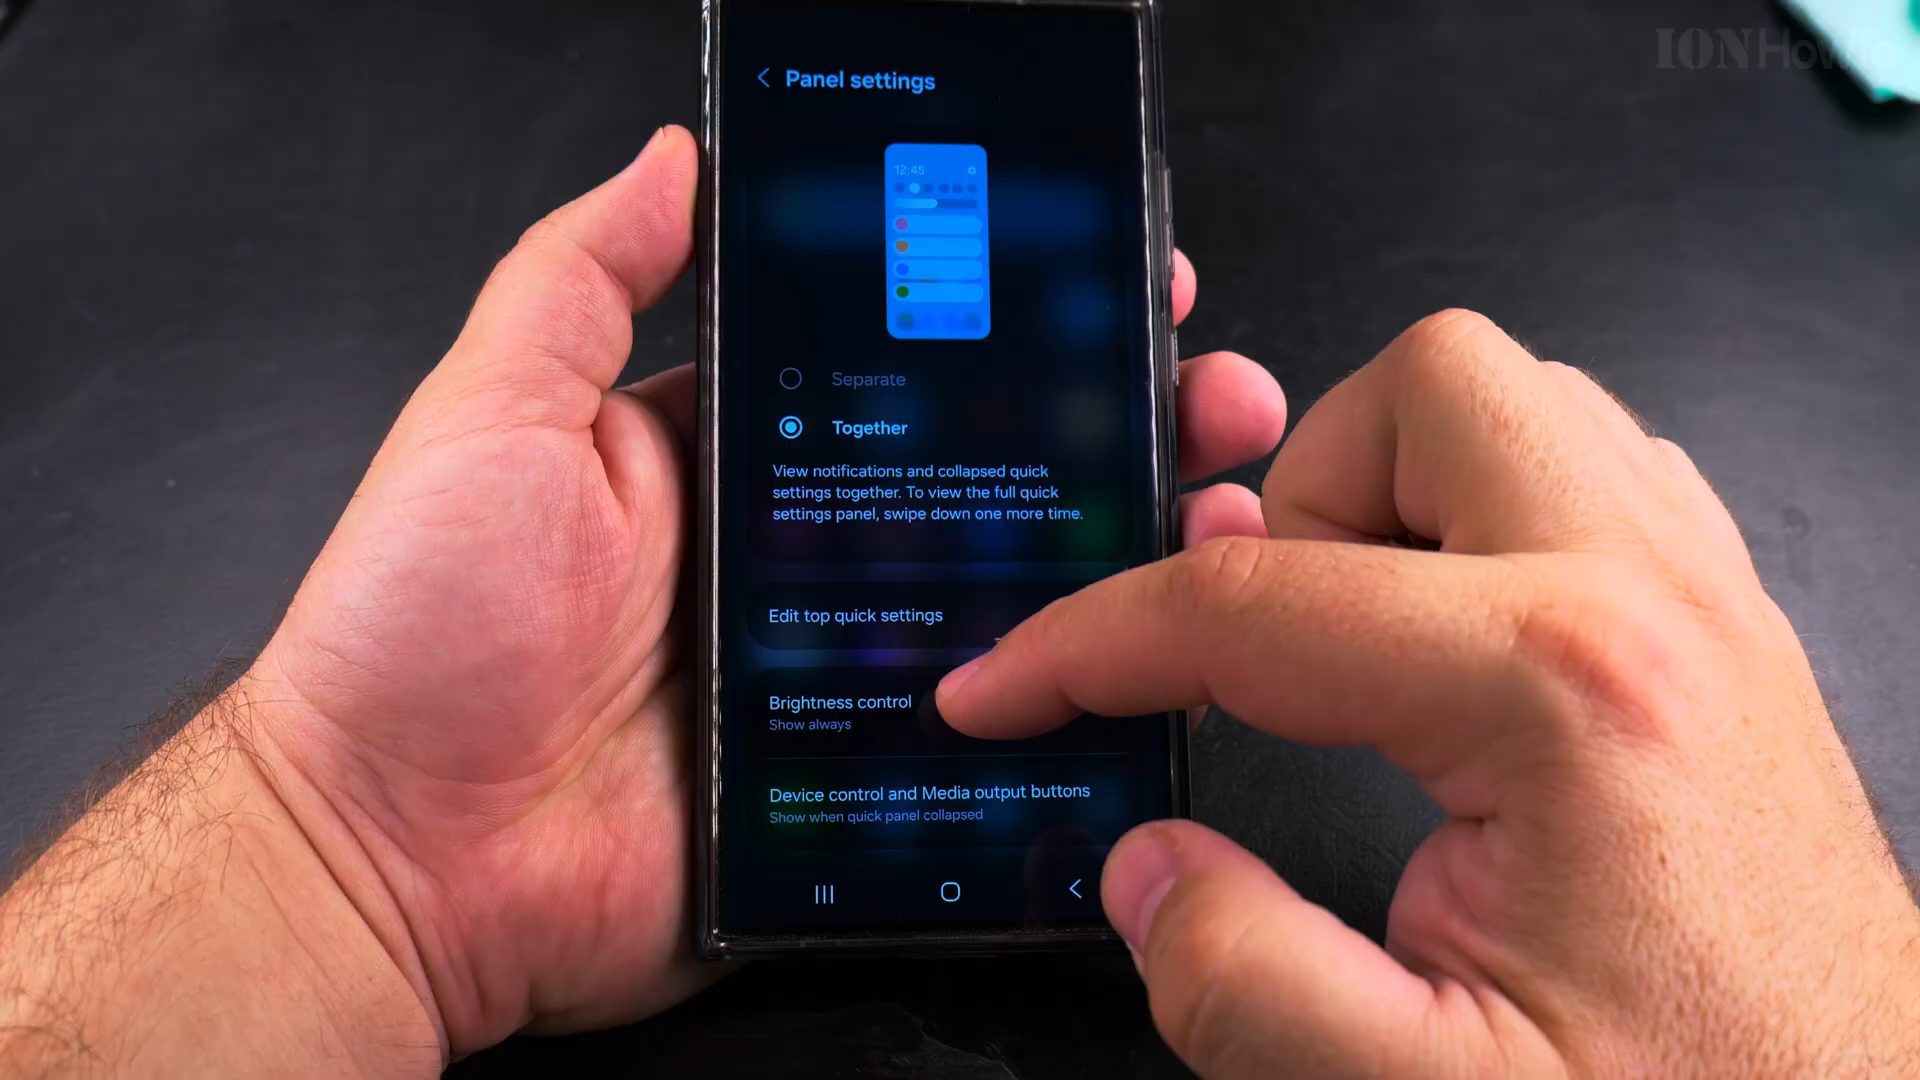 IONHowTo
Panel settings
12:45
Separate
Together
View notifications and collapsed quick
settings together. To view the full quick
settings panel, swipe down one more time.
Edit top quick settings
Brightness control
Show always
Device control and Media output buttons
Show when quick panel collapsed